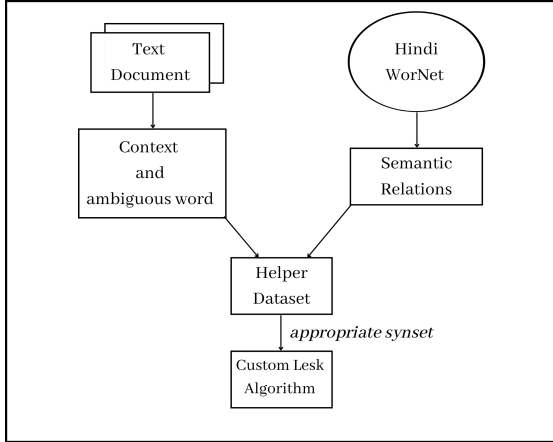 Text
Document
Hindi
WorNet
Context
and
ambiguous word
Semantic
Relations
Helper
Dataset
appropriate synset
Custom Lesk
Algorithm